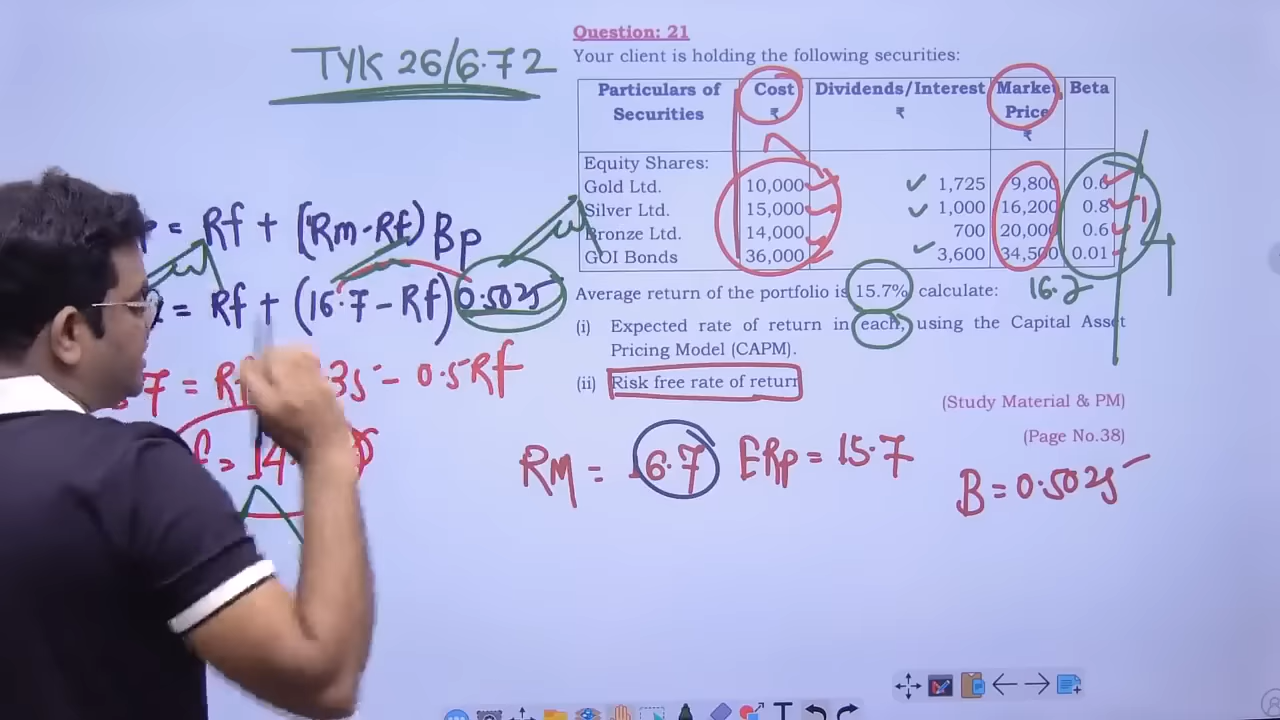 TYK 26/6.72
Question: 21
Your client is holding the following securities:
Particulars of Securities Cost ₹ Dividends/Interest ₹ Market Price ₹ Beta
Equity Shares:
Gold Ltd. 10,000 1,725 9,800 0.6
Silver Ltd. 15,000 1,000 16,200 0.8
Bronze Ltd. 14,000 700 20,000 0.6
GOI Bonds 36,000 3,600 34,500 0.01
Average return of the portfolio is 15.7% calculate:
16.2
(i) Expected rate of return in each, using the Capital Asset
Pricing Model (CAPM).
(ii) Risk free rate of return
(Study Material & PM)
(Page No.38)
= Rf + (Rm-Rf) Bp
= Rf + (16.7 - Rf) 0.5025
7 = Rf - 0.5Rf
RM = 16.7 ERp = 15.7
B = 0.5025